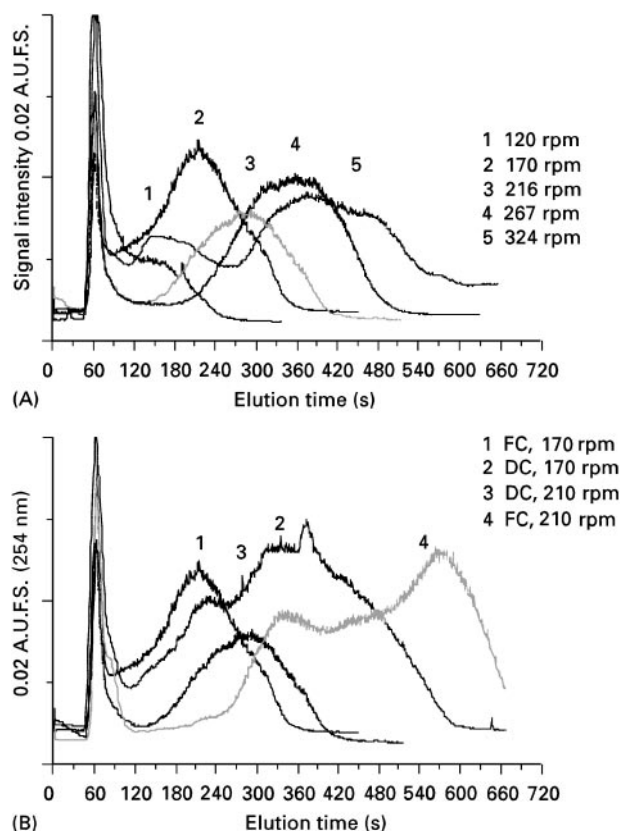 Signal intensity 0.02 A.U.F.S.
1
2
3
4
5
1 120 rpm
2 170 rpm
3 216 rpm
4 267 rpm
5 324 rpm
0 60 120 180 240 300 360 420 480 540 600 660 720
(A)
Elution time (s)
0.02 A.U.F.S. (254 nm)
1
3
2
4
1 FC, 170 rpm
2 DC, 170 rpm
3 DC, 210 rpm
4 FC, 210 rpm
0 60 120 180 240 300 360 420 480 540 600 660 720
(B)
Elution time (s)